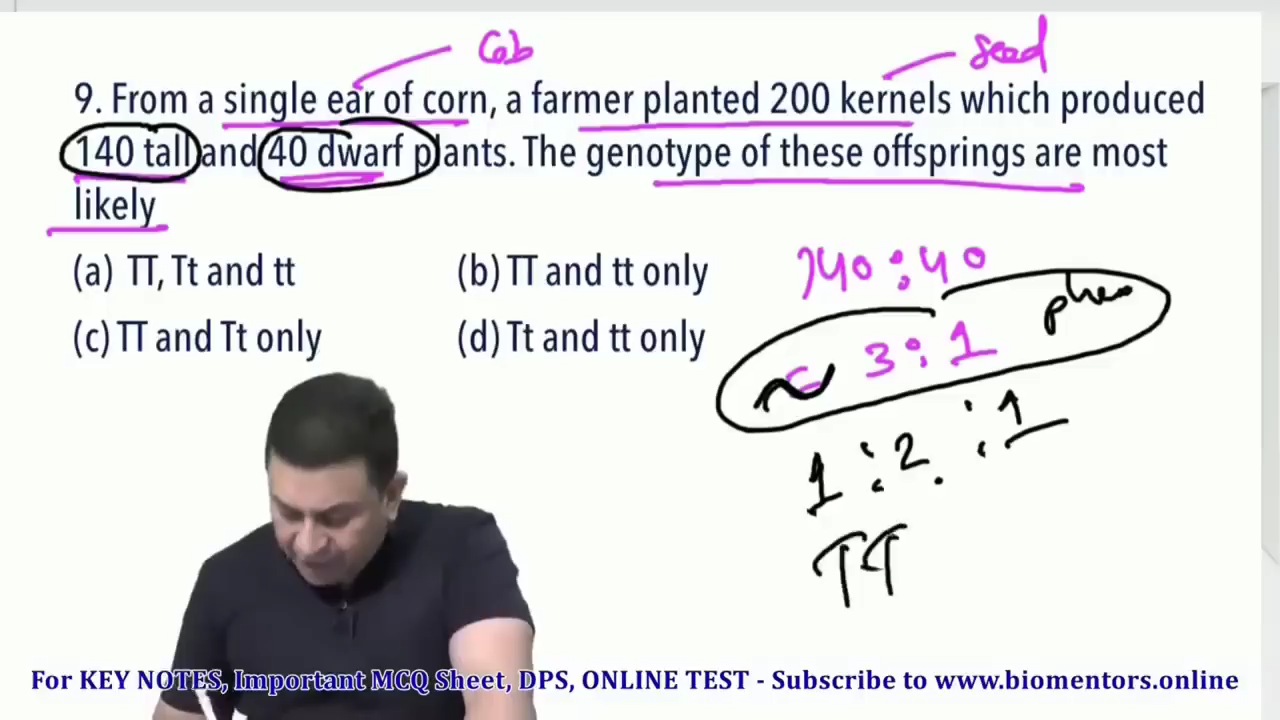 Cob
seed
9. From a single ear of corn, a farmer planted 200 kernels which produced
140 tall and 40 dwarf plants. The genotype of these offsprings are most
likely
(a) TT, Tt and tt
(b) TT and tt only
(c) TT and Tt only
(d) Tt and tt only
140 : 40
pheno
≈ 3 : 1
1 : 2 : 1
TT
For KEY NOTES, Important MCQ Sheet, DPS, ONLINE TEST - Subscribe to www.biomentors.online